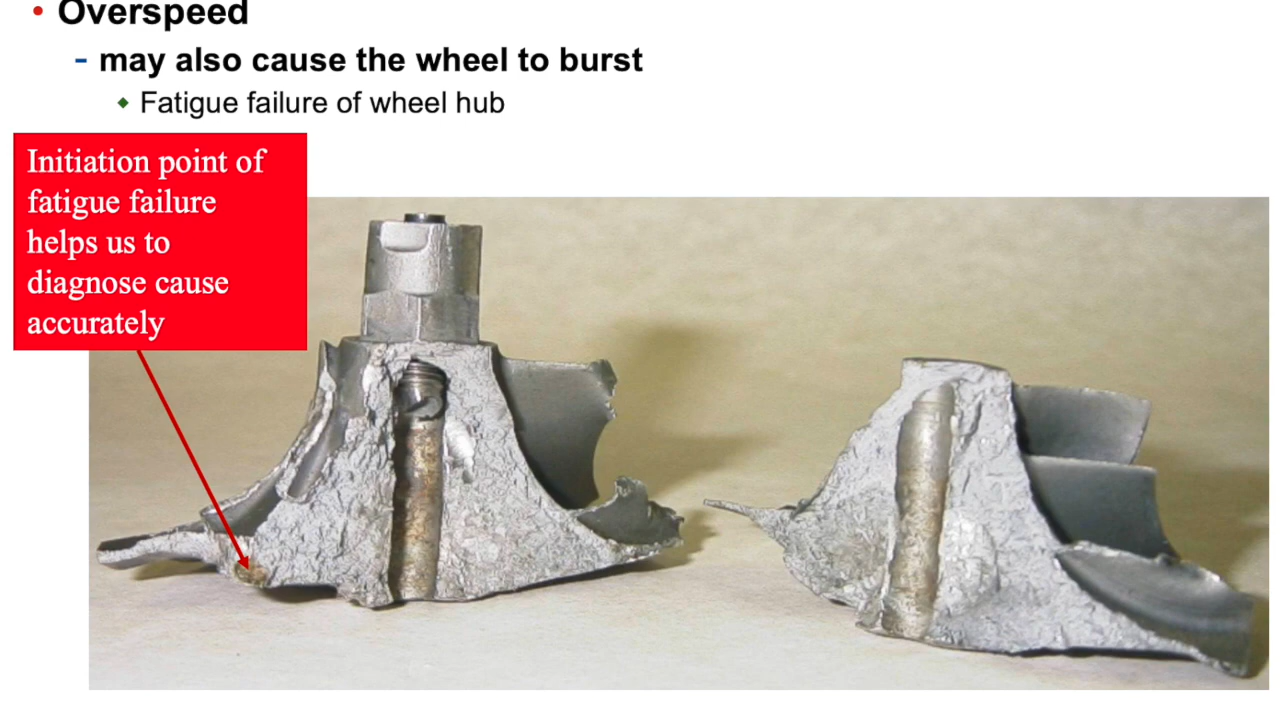 • Overspeed
- may also cause the wheel to burst
◆ Fatigue failure of wheel hub
Initiation point of
fatigue failure
helps us to
diagnose cause
accurately